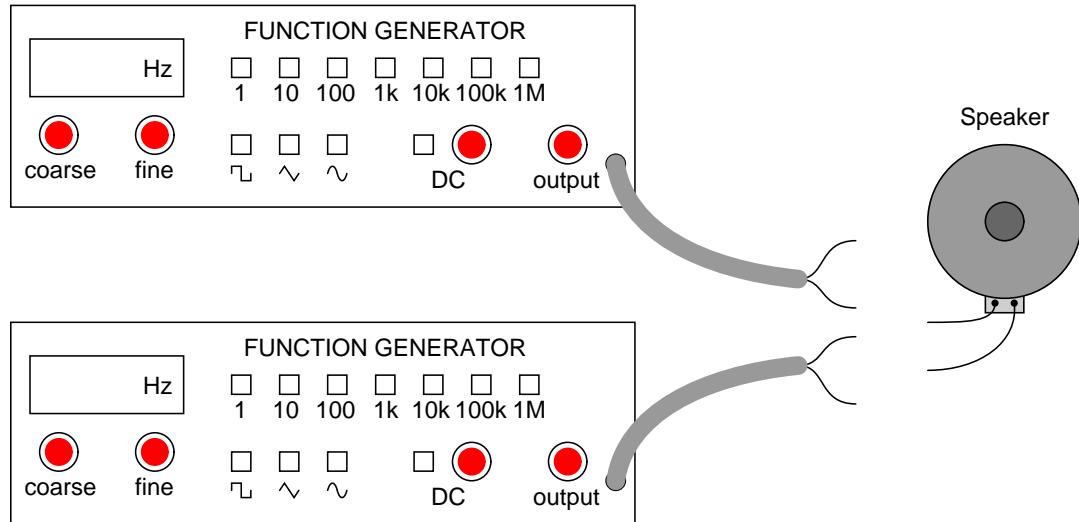 FUNCTION GENERATOR
Hz
1 10 100 1k 10k 100k 1M
coarse fine DC output
Speaker
FUNCTION GENERATOR
Hz
1 10 100 1k 10k 100k 1M
coarse fine DC output